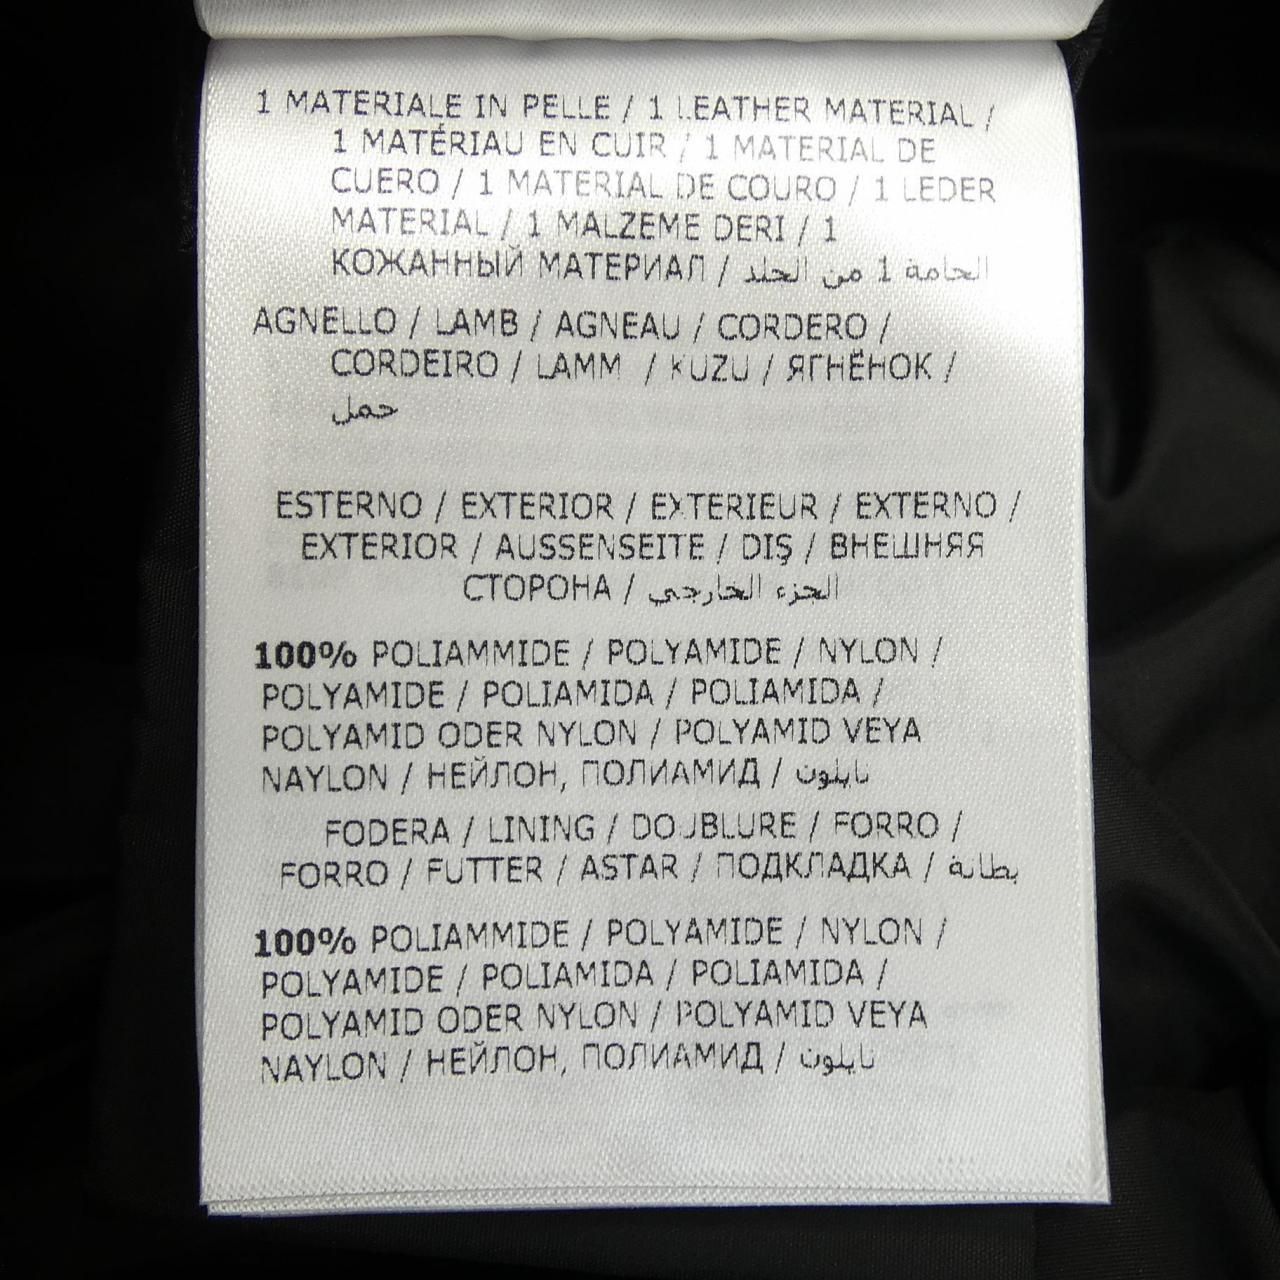 1 MATERIALE IN PELLE / 1 LEATHER MATERIAL /
1 MATÉRIAU EN CUIR / 1 MATERIAL DE
CUERO / 1 MATERIAL DE COURO / 1 LEDER
MATERIAL / 1 MALZEME DERI / 1
КОЖАННЫЙ МАТЕРИАЛ / الخامة 1 من الجلد
AGNELLO / LAMB / AGNEAU / CORDERO /
CORDEIRO / LAMM / KUZU / ЯГНЁНОК /
حمل
ESTERNO / EXTERIOR / EXTERIEUR / EXTERNO /
EXTERIOR / AUSSENSEITE / DIŞ / ВНЕШНЯЯ
СТОРОНА / الجزء الخارجي
100% POLIAMMIDE / POLYAMIDE / NYLON /
POLYAMIDE / POLIAMIDA / POLIAMIDA /
POLYAMID ODER NYLON / POLYAMID VEYA
NAYLON / НЕЙЛОН, ПОЛИАМИД / نايلون
FODERA / LINING / DOUBLURE / FORRO /
FORRO / FUTTER / ASTAR / ПОДКЛАДКА / بطانة
100% POLIAMMIDE / POLYAMIDE / NYLON /
POLYAMIDE / POLIAMIDA / POLIAMIDA /
POLYAMID ODER NYLON / POLYAMID VEYA
NAYLON / НЕЙЛОН, ПОЛИАМИД / نايلون